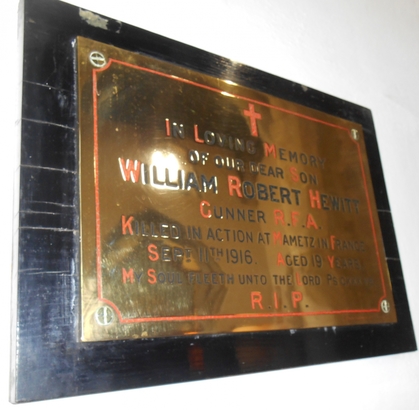 In Loving Memory
of our dear son
William Robert Hewitt
Gunner R.F.A.
Killed in action at Mametz in France
Sept 11th 1916. Aged 19 years
My soul fleeth unto the Lord
R.I.P.